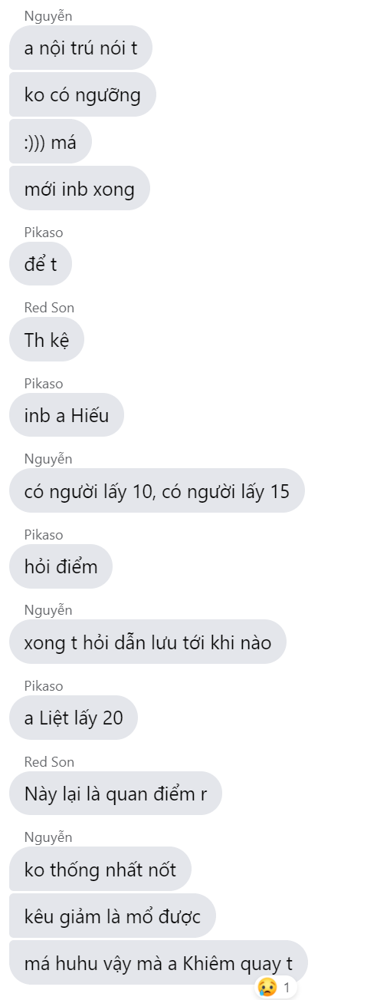 Nguyễn
a nội trú nói t
ko có ngưỡng
:))) má
mới inb xong
Pikaso
để t
Red Son
Th kệ
Pikaso
inb a Hiếu
Nguyễn
có người lấy 10, có người lấy 15
Pikaso
hỏi điểm
Nguyễn
xong t hỏi dẫn lưu tới khi nào
Pikaso
a Liệt lấy 20
Red Son
Này lại là quan điểm r
Nguyễn
ko thống nhất nốt
kêu giảm là mổ được
má huhu vậy mà a Khiêm quay t
😢 1